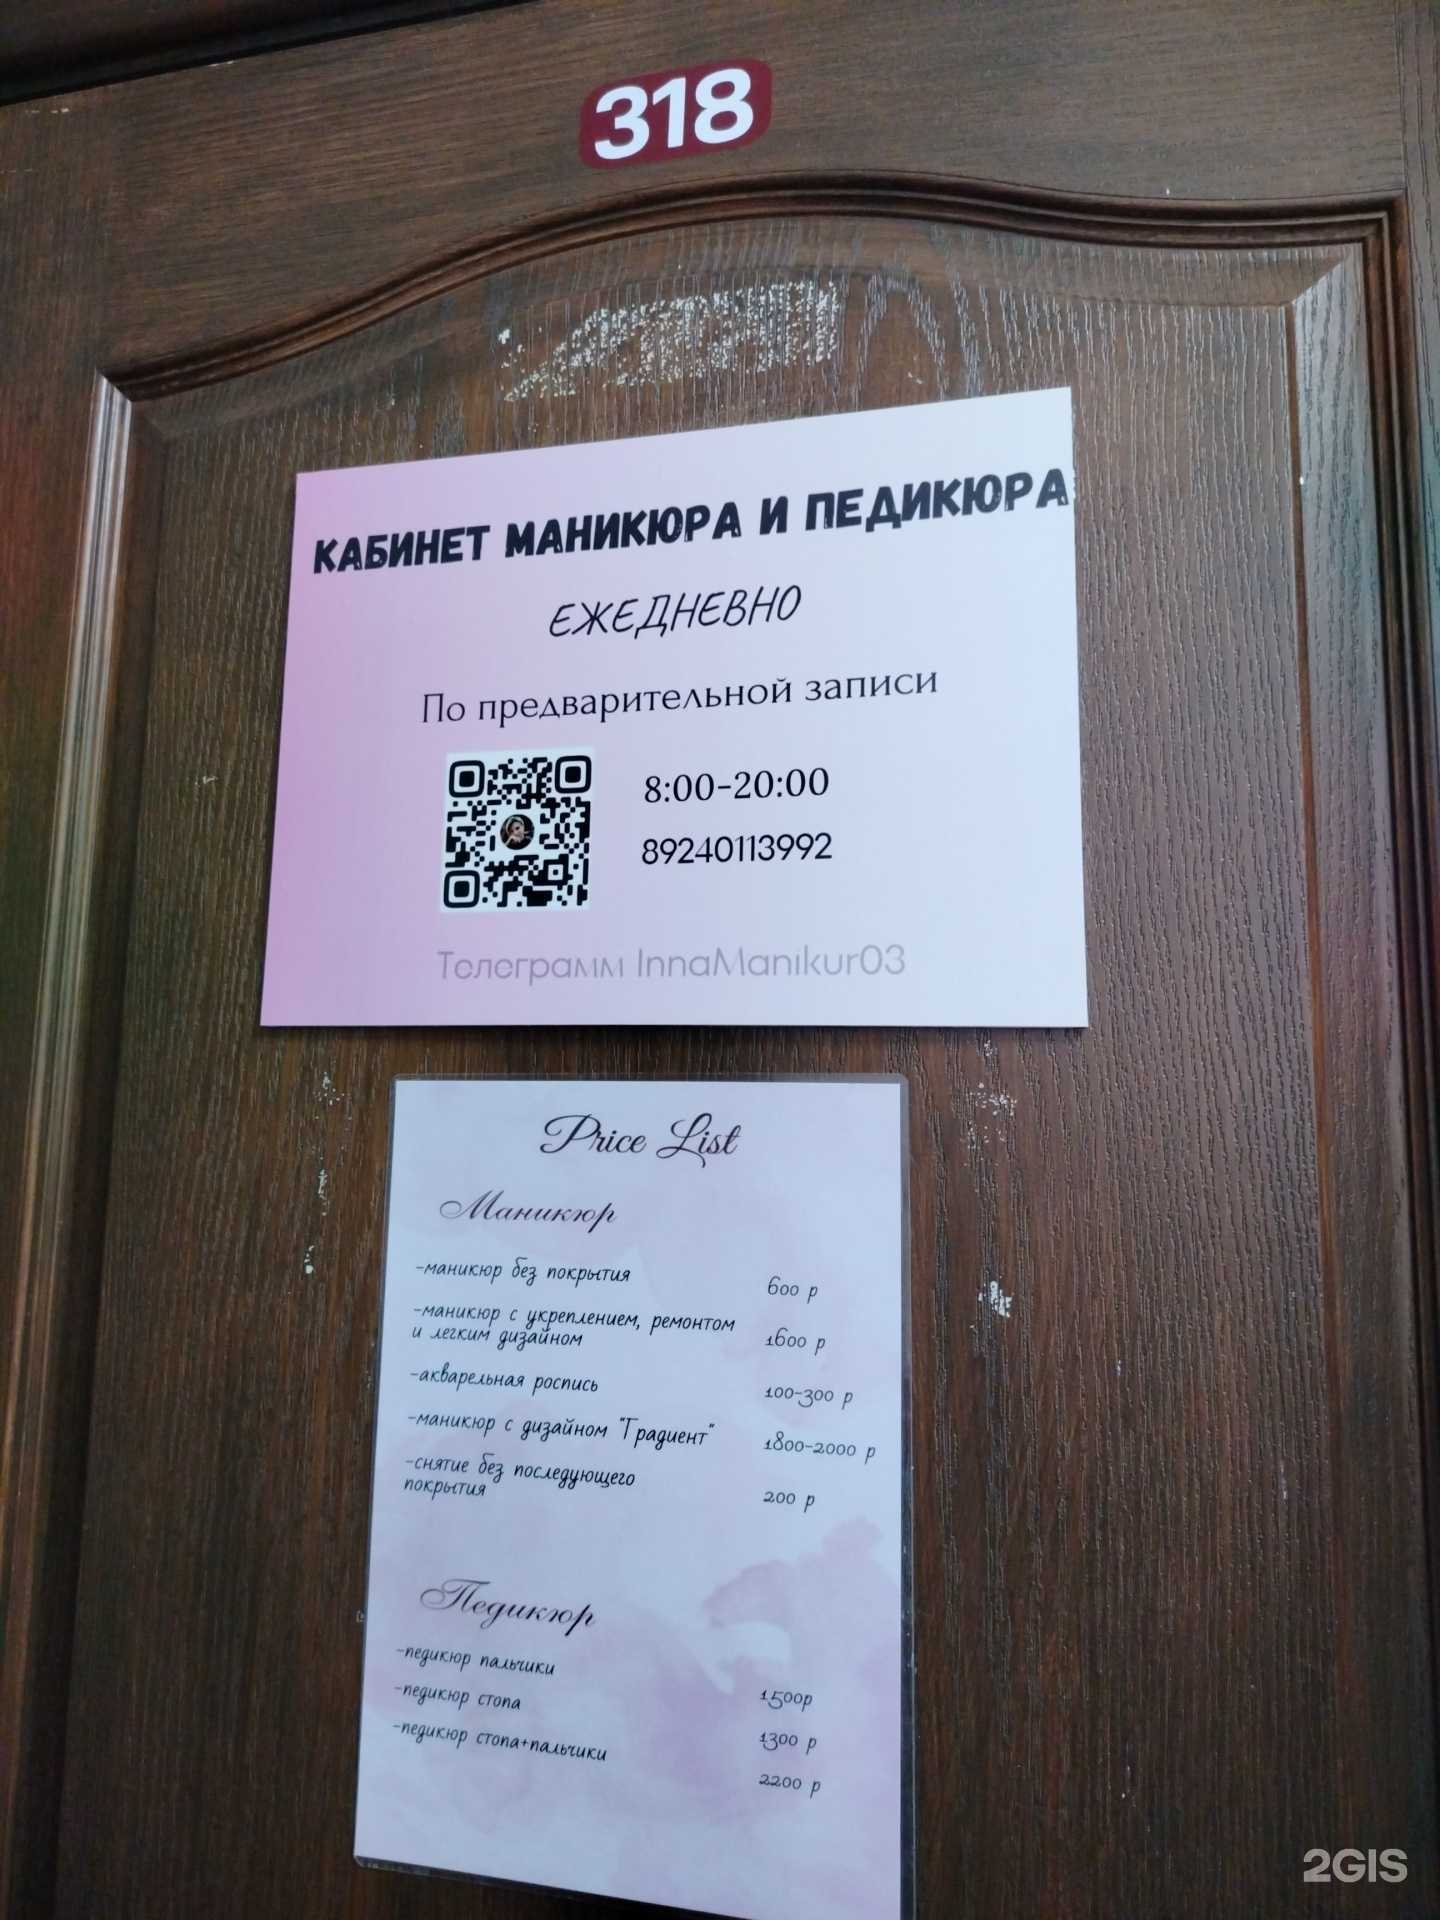 318
КАБИНЕТ МАНИКЮРА И ПЕДИКЮРА
ЕЖЕДНЕВНО
По предварительной записи
8:00-20:00
89240113992
Телеграмм InnaManikur03
Price List
Маникюр
-маникюр без покрытия 600 р
-маникюр с укреплением, ремонтом
и легким дизайном 1600 р
-акварельная роспись 100-300 р
-маникюр с дизайном "Градиент" 1800-2000 р
-снятие без последующего
покрытия 200 р
Педикюр
-педикюр пальчики 1500р
-педикюр стопа 1300 р
-педикюр стопа+пальчики 2200 р
2GIS